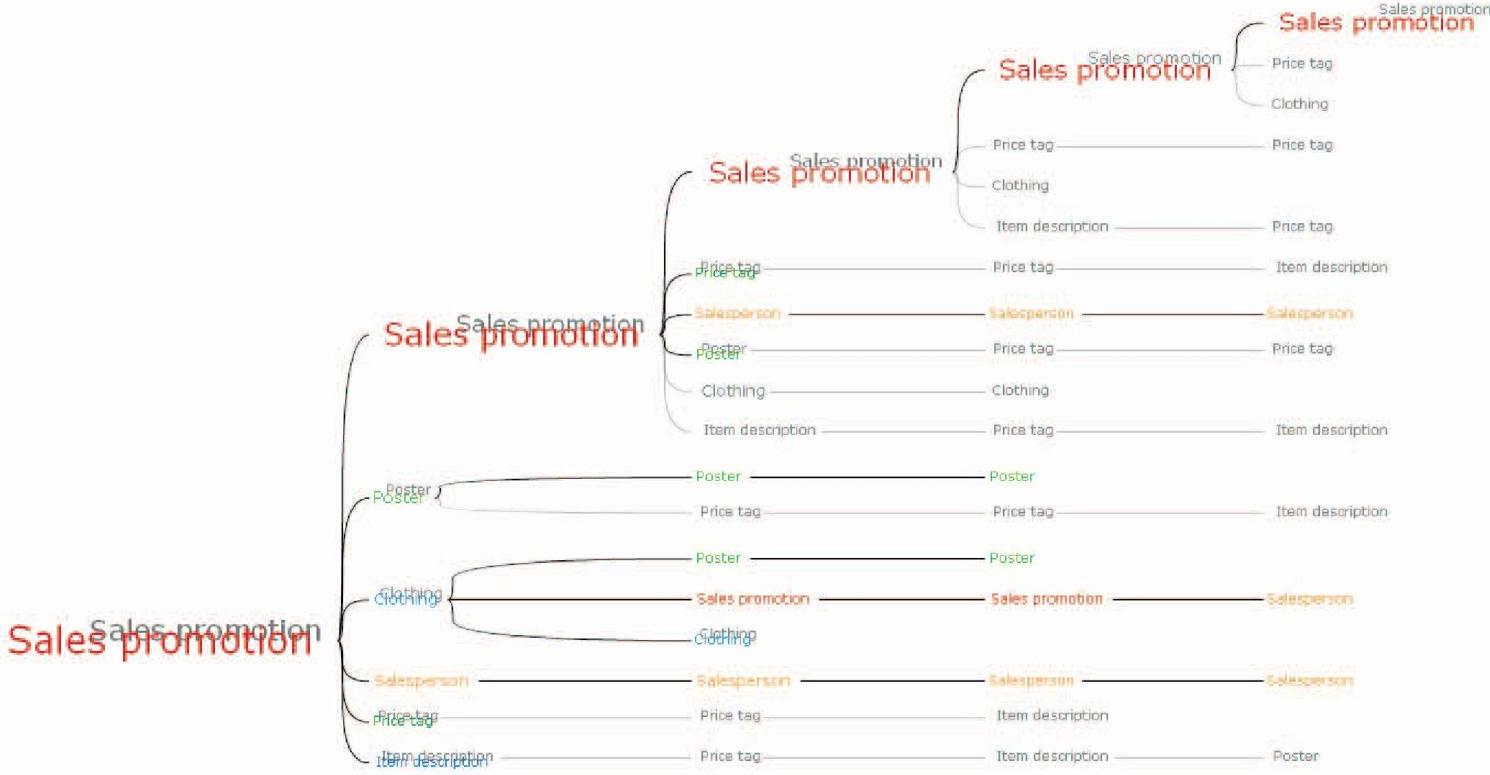 Sales promotion
Sales promotion
Sales promotion Sales promotion Price tag
Clothing
Price tag Price tag
Sales promotion Sales promotion Clothing
Item description Price tag
Price tag Price tag Price tag Item description
Salesperson Salesperson Salesperson
Sales promotion Sales promotion Poster Poster Price tag Price tag
Clothing Clothing
Item description Price tag Item description
Poster Poster
Poster Poster Price tag Price tag Item description
Poster Poster
Clothing Clothing Sales promotion Sales promotion Salesperson
Sales promotion Sales promotion Clothing Clothing
Salesperson Salesperson Salesperson Salesperson
Price tag Price tag Price tag Item description
Item description Item description Price tag Item description Poster